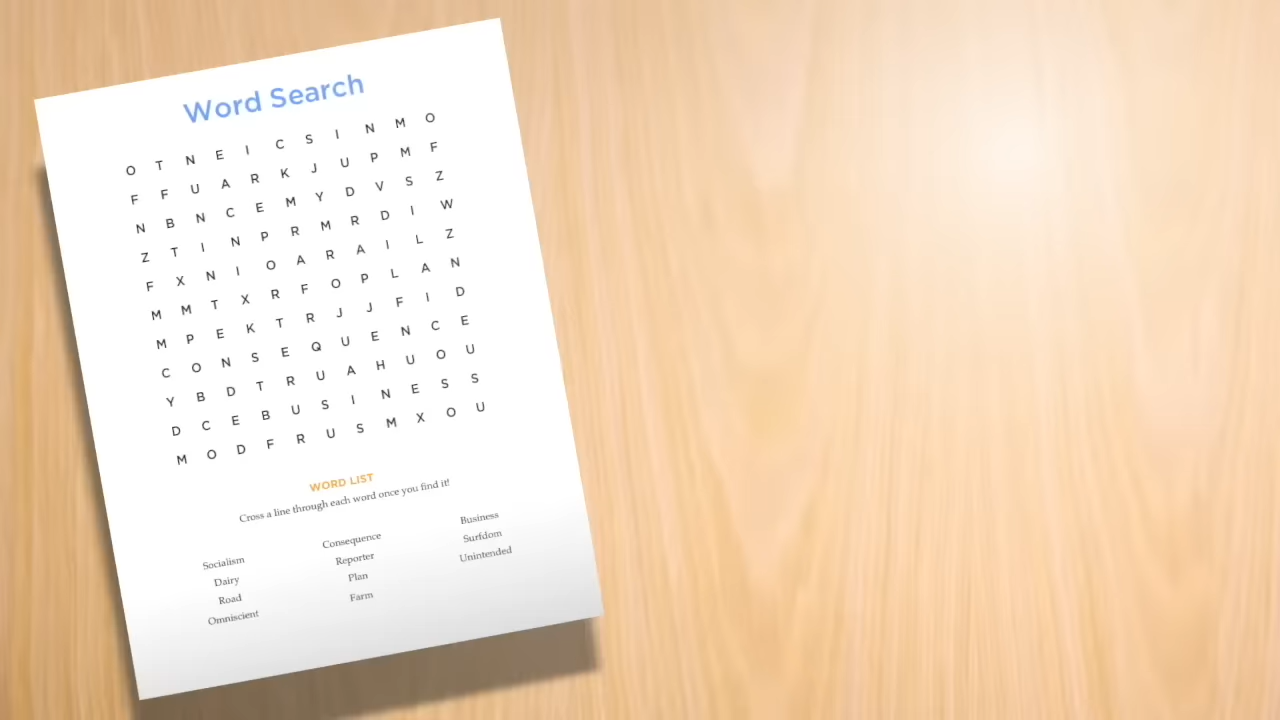 Word Search
O T N E I C S I N M O
F F U A R K J U P M F
N B N C E M Y D V S Z
Z T I N P R M R D I W
F X N I O A R A I L Z
M M T X R F O P L A N
M P E K T R J J F I D
C O N S E Q U E N C E
Y B D T R U A H U O U
D C E B U S I N E S S
M O D F R U S M X O U
WORD LIST
Cross a line through each word once you find it!
Socialism Consequence Business
Dairy Reporter Surfdom
Road Plan Unintended
Omniscient Farm